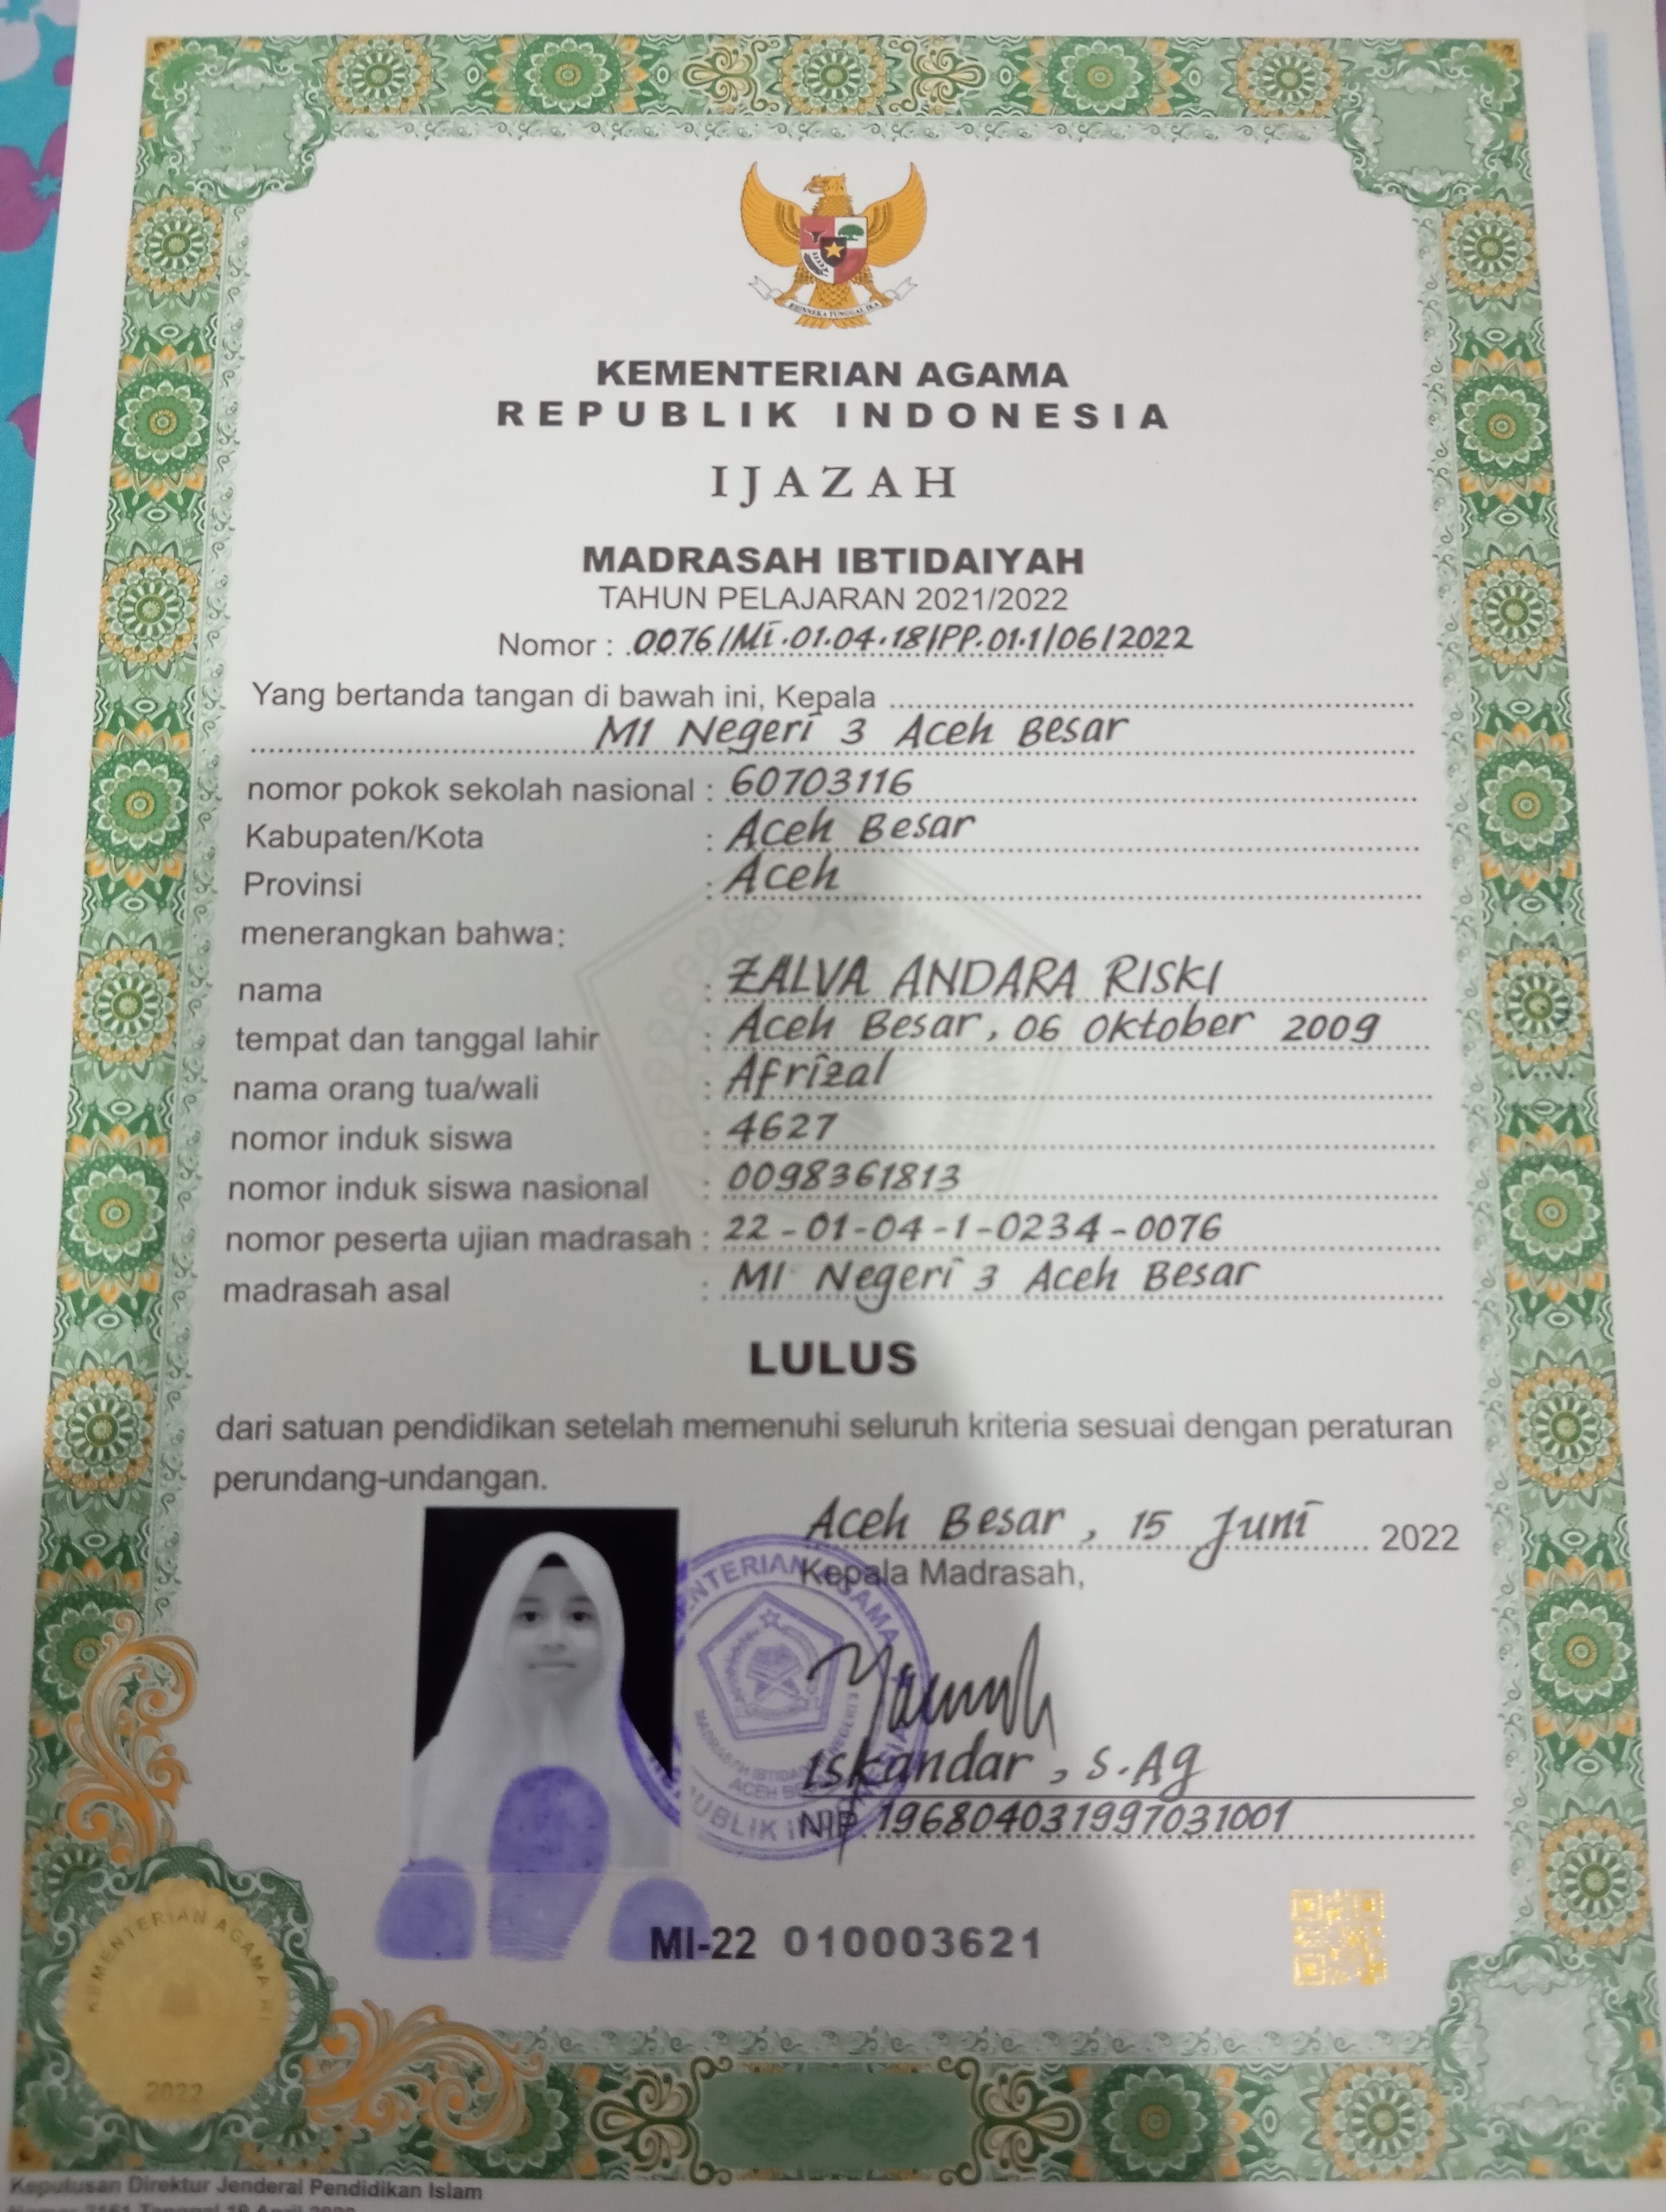 BHINNEKA TUNGGAL IKA
KEMENTERIAN AGAMA
REPUBLIK INDONESIA
IJAZAH
MADRASAH IBTIDAIYAH
TAHUN PELAJARAN 2021/2022
Nomor : 0076/Mi.01.04.18/PP.01.1/06/2022
Yang bertanda tangan di bawah ini, Kepala
MI Negeri 3 Aceh Besar
nomor pokok sekolah nasional : 60703116
Kabupaten/Kota : Aceh Besar
Provinsi : Aceh
menerangkan bahwa:
nama : ZALVA ANDARA RISKI
tempat dan tanggal lahir : Aceh Besar, 06 Oktober 2009
nama orang tua/wali : Afrizal
nomor induk siswa : 4627
nomor induk siswa nasional : 0098361813
nomor peserta ujian madrasah : 22-01-04-1-0234-0076
madrasah asal : MI Negeri 3 Aceh Besar
LULUS
dari satuan pendidikan setelah memenuhi seluruh kriteria sesuai dengan peraturan
perundang-undangan.
Aceh Besar, 15 Juni 2022
Kepala Madrasah,
KEMENTERIAN AGAMA
MADRASAH IBTIDAIYAH NEGERI 3
ACEH BESAR
REPUBLIK INDONESIA
Iskandar, S.Ag
NIP. 196804031997031001
MI-22 010003621
KEMENTERIAN AGAMA RI
2022
Keputusan Direktur Jenderal Pendidikan Islam